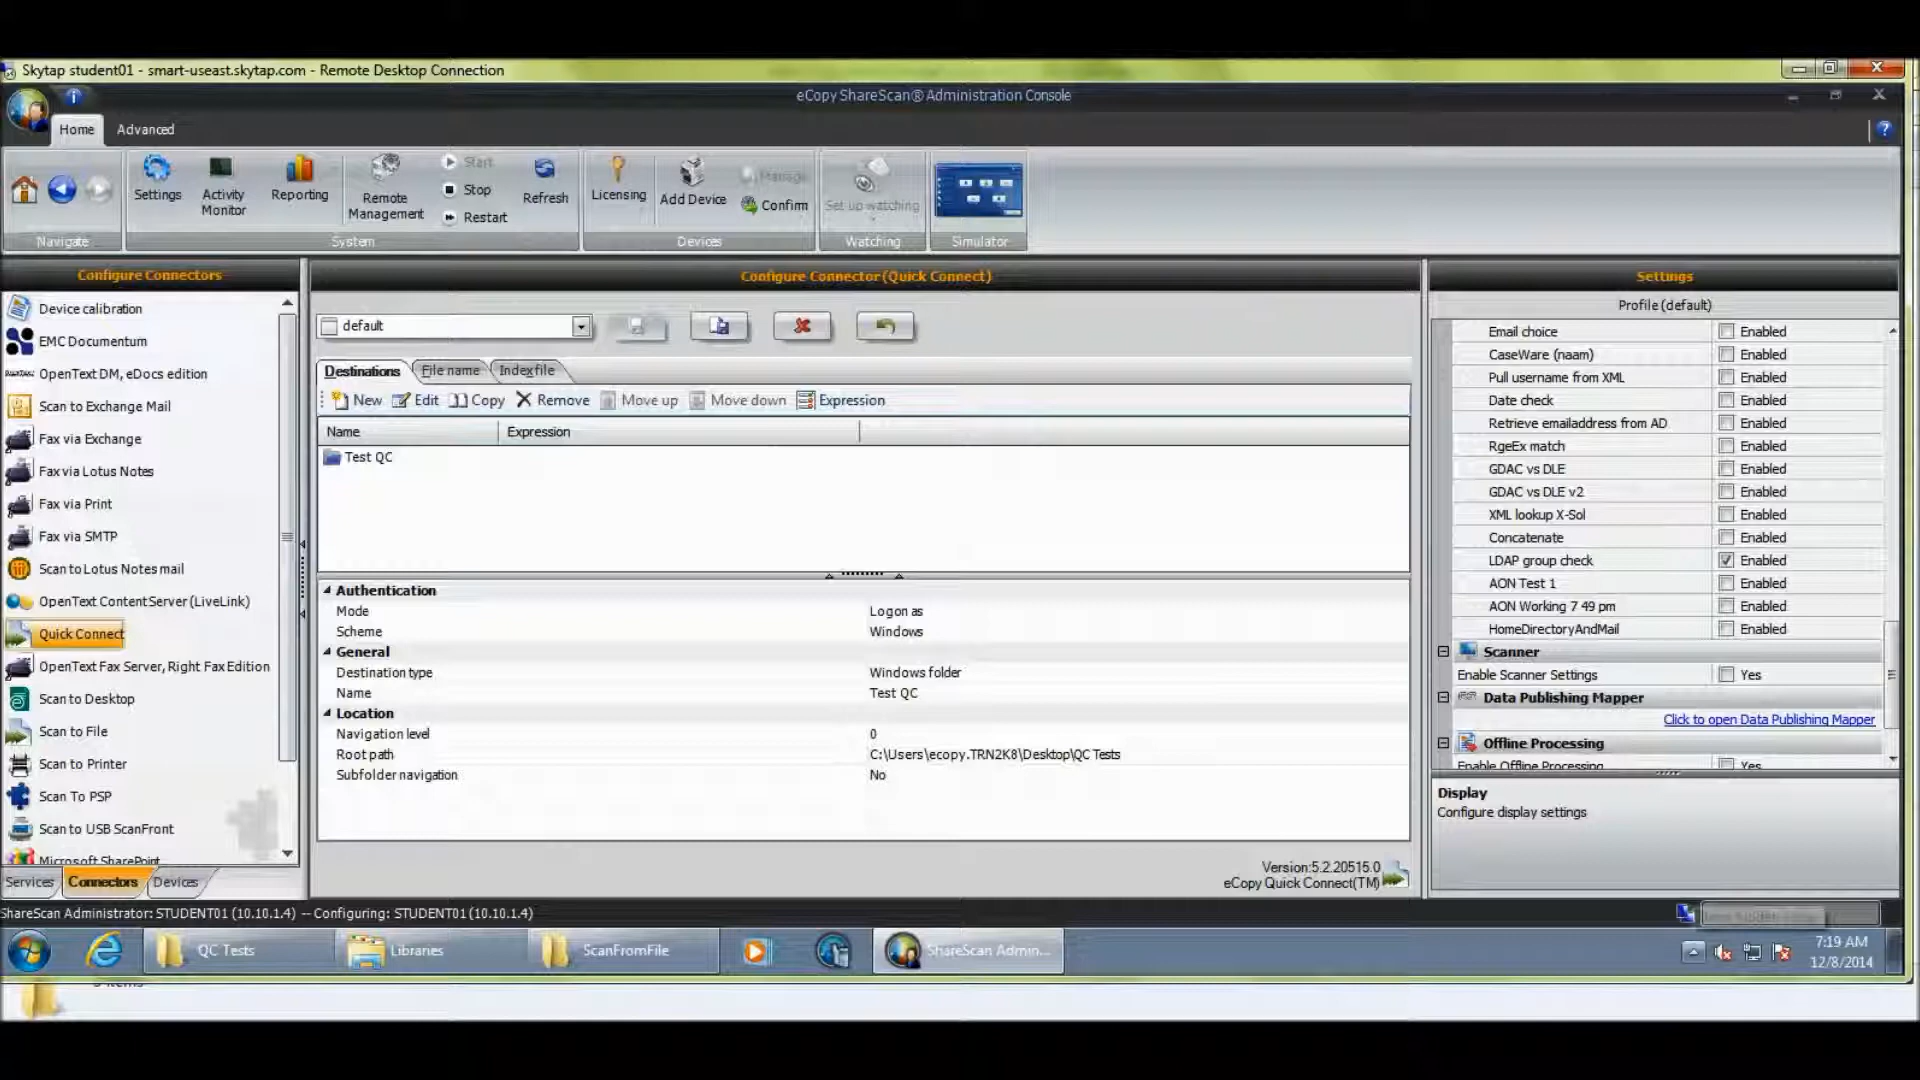 Skytap student01 - smart-useast.skytap.com - Remote Desktop Connection
eCopy ShareScan® Administration Console
Home Advanced
Settings
Activity Monitor
Reporting
Remote Management
Start
Stop
Restart
Refresh
Licensing
Add Device
Manage
Confirm
Set up watching
Navigate System Devices Watching Simulator
Configure Connectors
Device calibration
EMC Documentum
OpenText DM, eDocs edition
Scan to Exchange Mail
Fax via Exchange
Fax via Lotus Notes
Fax via Print
Fax via SMTP
Scan to Lotus Notes mail
OpenText ContentServer (LiveLink)
Quick Connect
OpenText Fax Server, Right Fax Edition
Scan to Desktop
Scan to File
Scan to Printer
Scan To PSP
Scan to USB ScanFront
Microsoft SharePoint
Services Connectors Devices
Configure Connector (Quick Connect)
default
Destinations File name Index file
New Edit Copy Remove Move up Move down Expression
Name Expression
Test QC
Authentication
Mode Logon as
Scheme Windows
General
Destination type Windows folder
Name Test QC
Location
Navigation level 0
Root path C:\Users\ecopy.TRN2K8\Desktop\QC Tests
Subfolder navigation No
Version:5.2.20515.0
eCopy Quick Connect(TM)
Settings
Profile (default)
Email choice Enabled
CaseWare (naam) Enabled
Pull username from XML Enabled
Date check Enabled
Retrieve emailaddress from AD Enabled
RgeEx match Enabled
GDAC vs DLE Enabled
GDAC vs DLE v2 Enabled
XML lookup X-Sol Enabled
Concatenate Enabled
LDAP group check Enabled
AON Test 1 Enabled
AON Working 7 49 pm Enabled
HomeDirectoryAndMail Enabled
Scanner
Enable Scanner Settings Yes
Data Publishing Mapper
Click to open Data Publishing Mapper
Offline Processing
Enable Offline Processing Yes
Display
Configure display settings
ShareScan Administrator: STUDENT01 (10.10.1.4) -- Configuring: STUDENT01 (10.10.1.4)
QC Tests Libraries ScanFromFile ShareScan Admin...
7:19 AM
12/8/2014